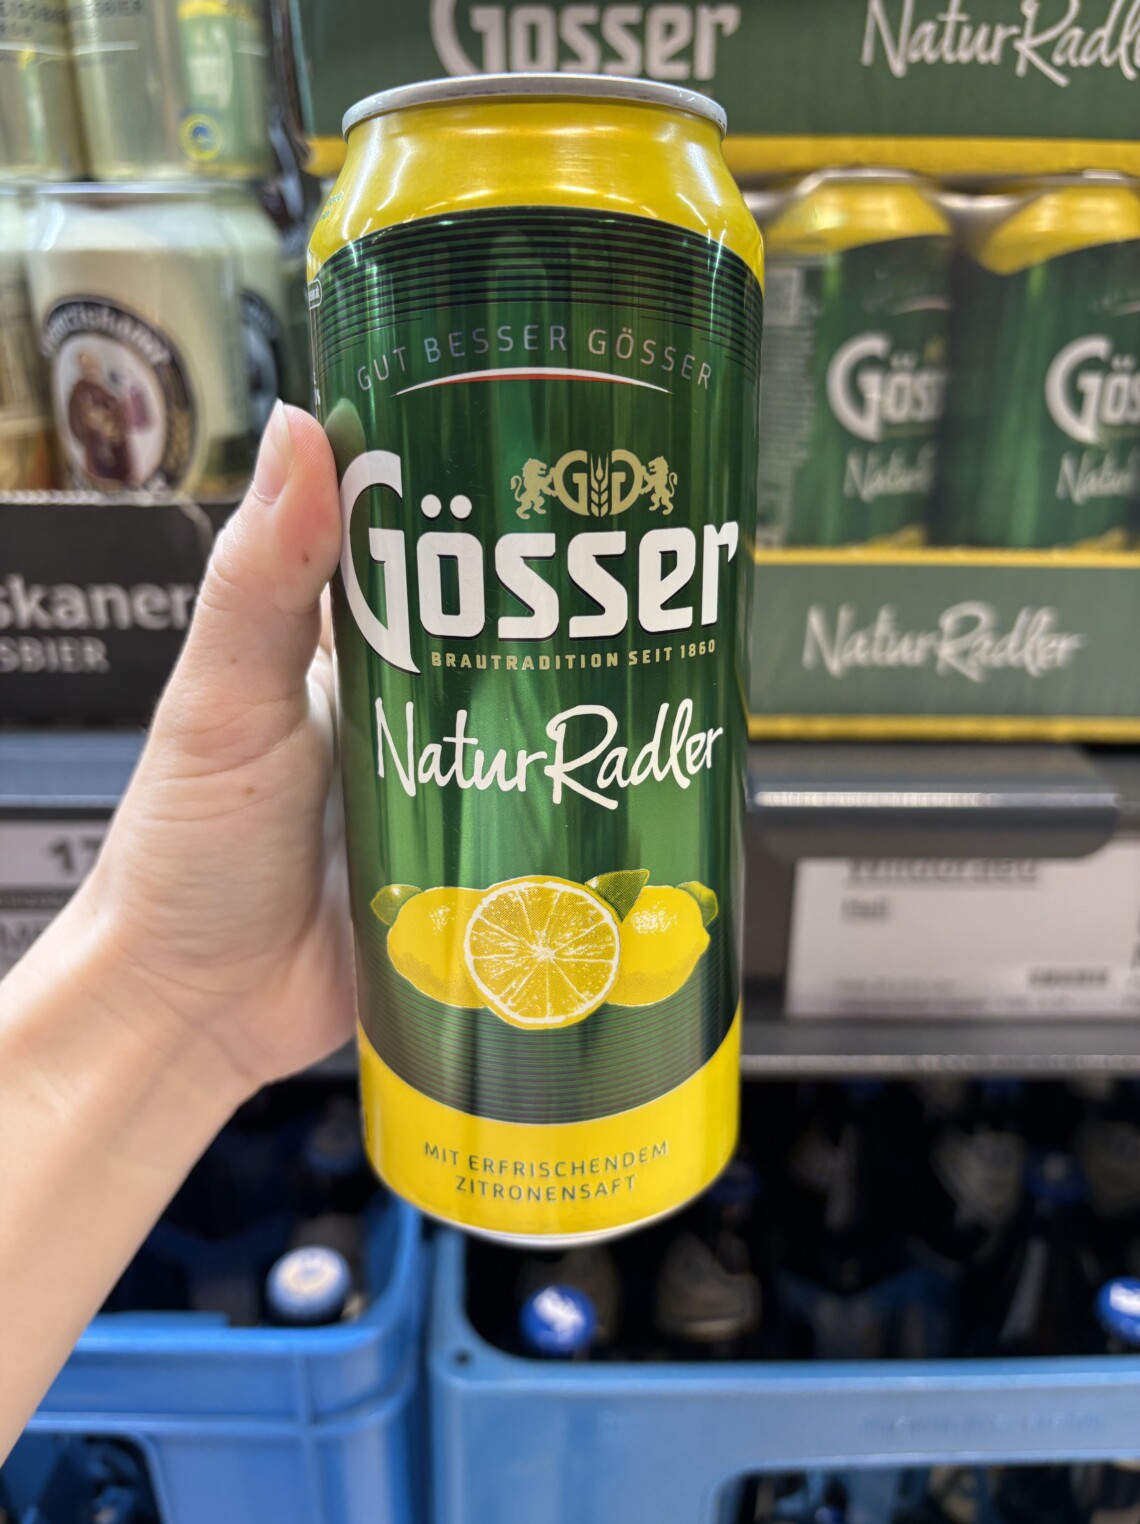 Gösser NaturRadler
GUT BESSER GÖSSER
GG
Gösser
BRAUTRADITION SEIT 1860
NaturRadler
MIT ERFRISCHENDEM
ZITRONENSAFT
skaner
SBIER
Gös
Natur
Gös
Natur
NaturRadler